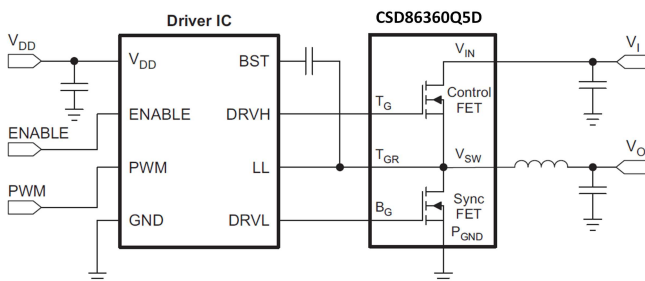 Driver IC
CSD86360Q5D
VDD
VDD
BST
VIN
VI
Control
FET
ENABLE
ENABLE
DRVH
TG
PWM
PWM
LL
TGR
VSW
VO
Sync
FET
GND
DRVL
BG
PGND